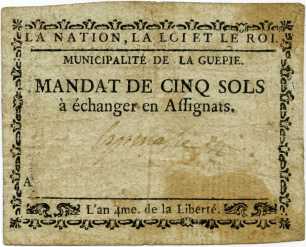 LA NATION, LA LOI ET LE ROI.
MUNICIPALITÉ DE LA GUEPIE.
MANDAT DE CINQ SOLS
à échanger en Assignats.
A
L'an 4me. de la Liberté.